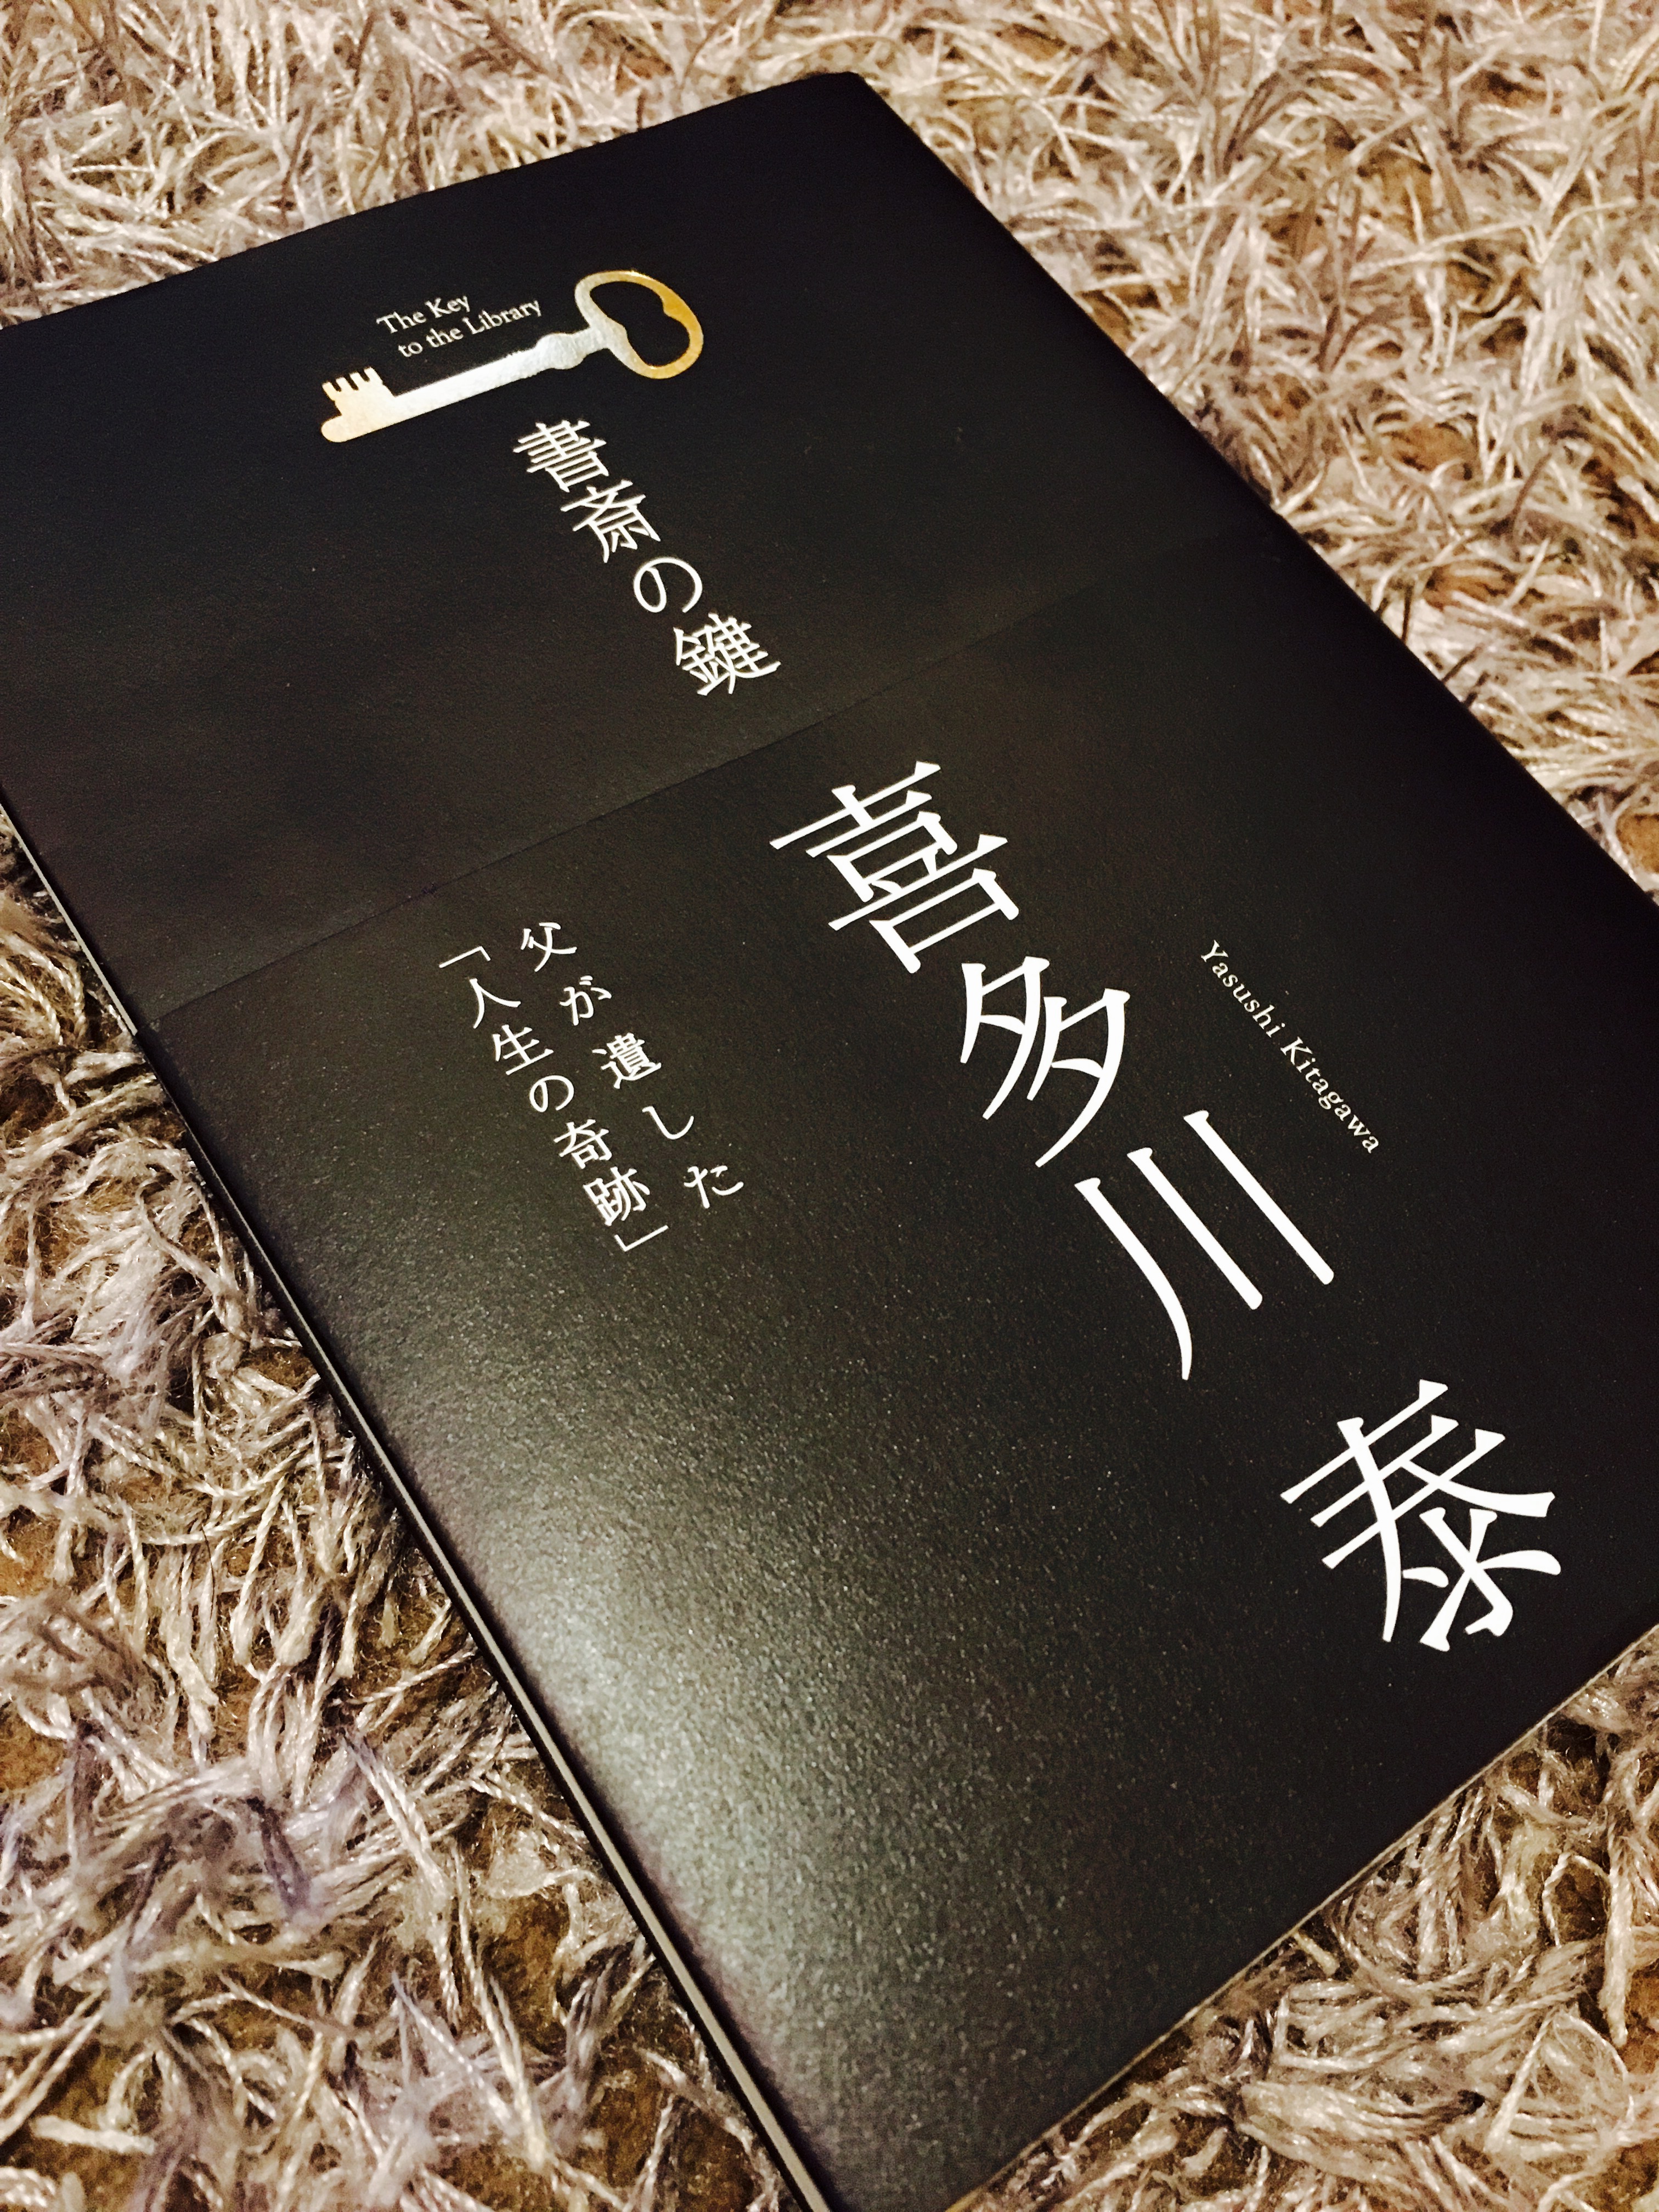 The Key
to the Library
書斎の鍵
喜多川 泰
Yasushi Kitagawa
父が遺した
「人生の奇跡」